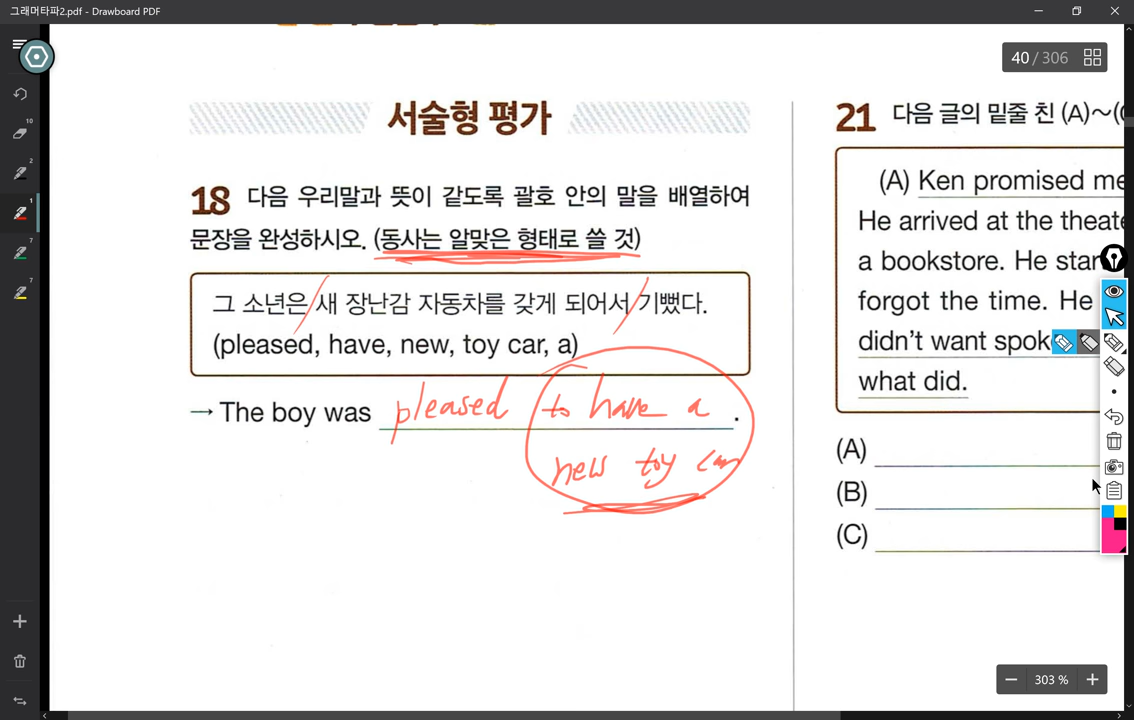 그래머타파2.pdf - Drawboard PDF
40 / 306
10
2
1
7
7
서술형 평가
18 다음 우리말과 뜻이 같도록 괄호 안의 말을 배열하여
문장을 완성하시오. (동사는 알맞은 형태로 쓸 것)
그 소년은 새 장난감 자동차를 갖게 되어서 기뻤다.
(pleased, have, new, toy car, a)
→ The boy was pleased to have a .
new toy car
21 다음 글의 밑줄 친 (A)~(
(A) Ken promised me
He arrived at the theate
a bookstore. He star
forgot the time. He
didn't want spok
what did.
(A)
(B)
(C)
303 %